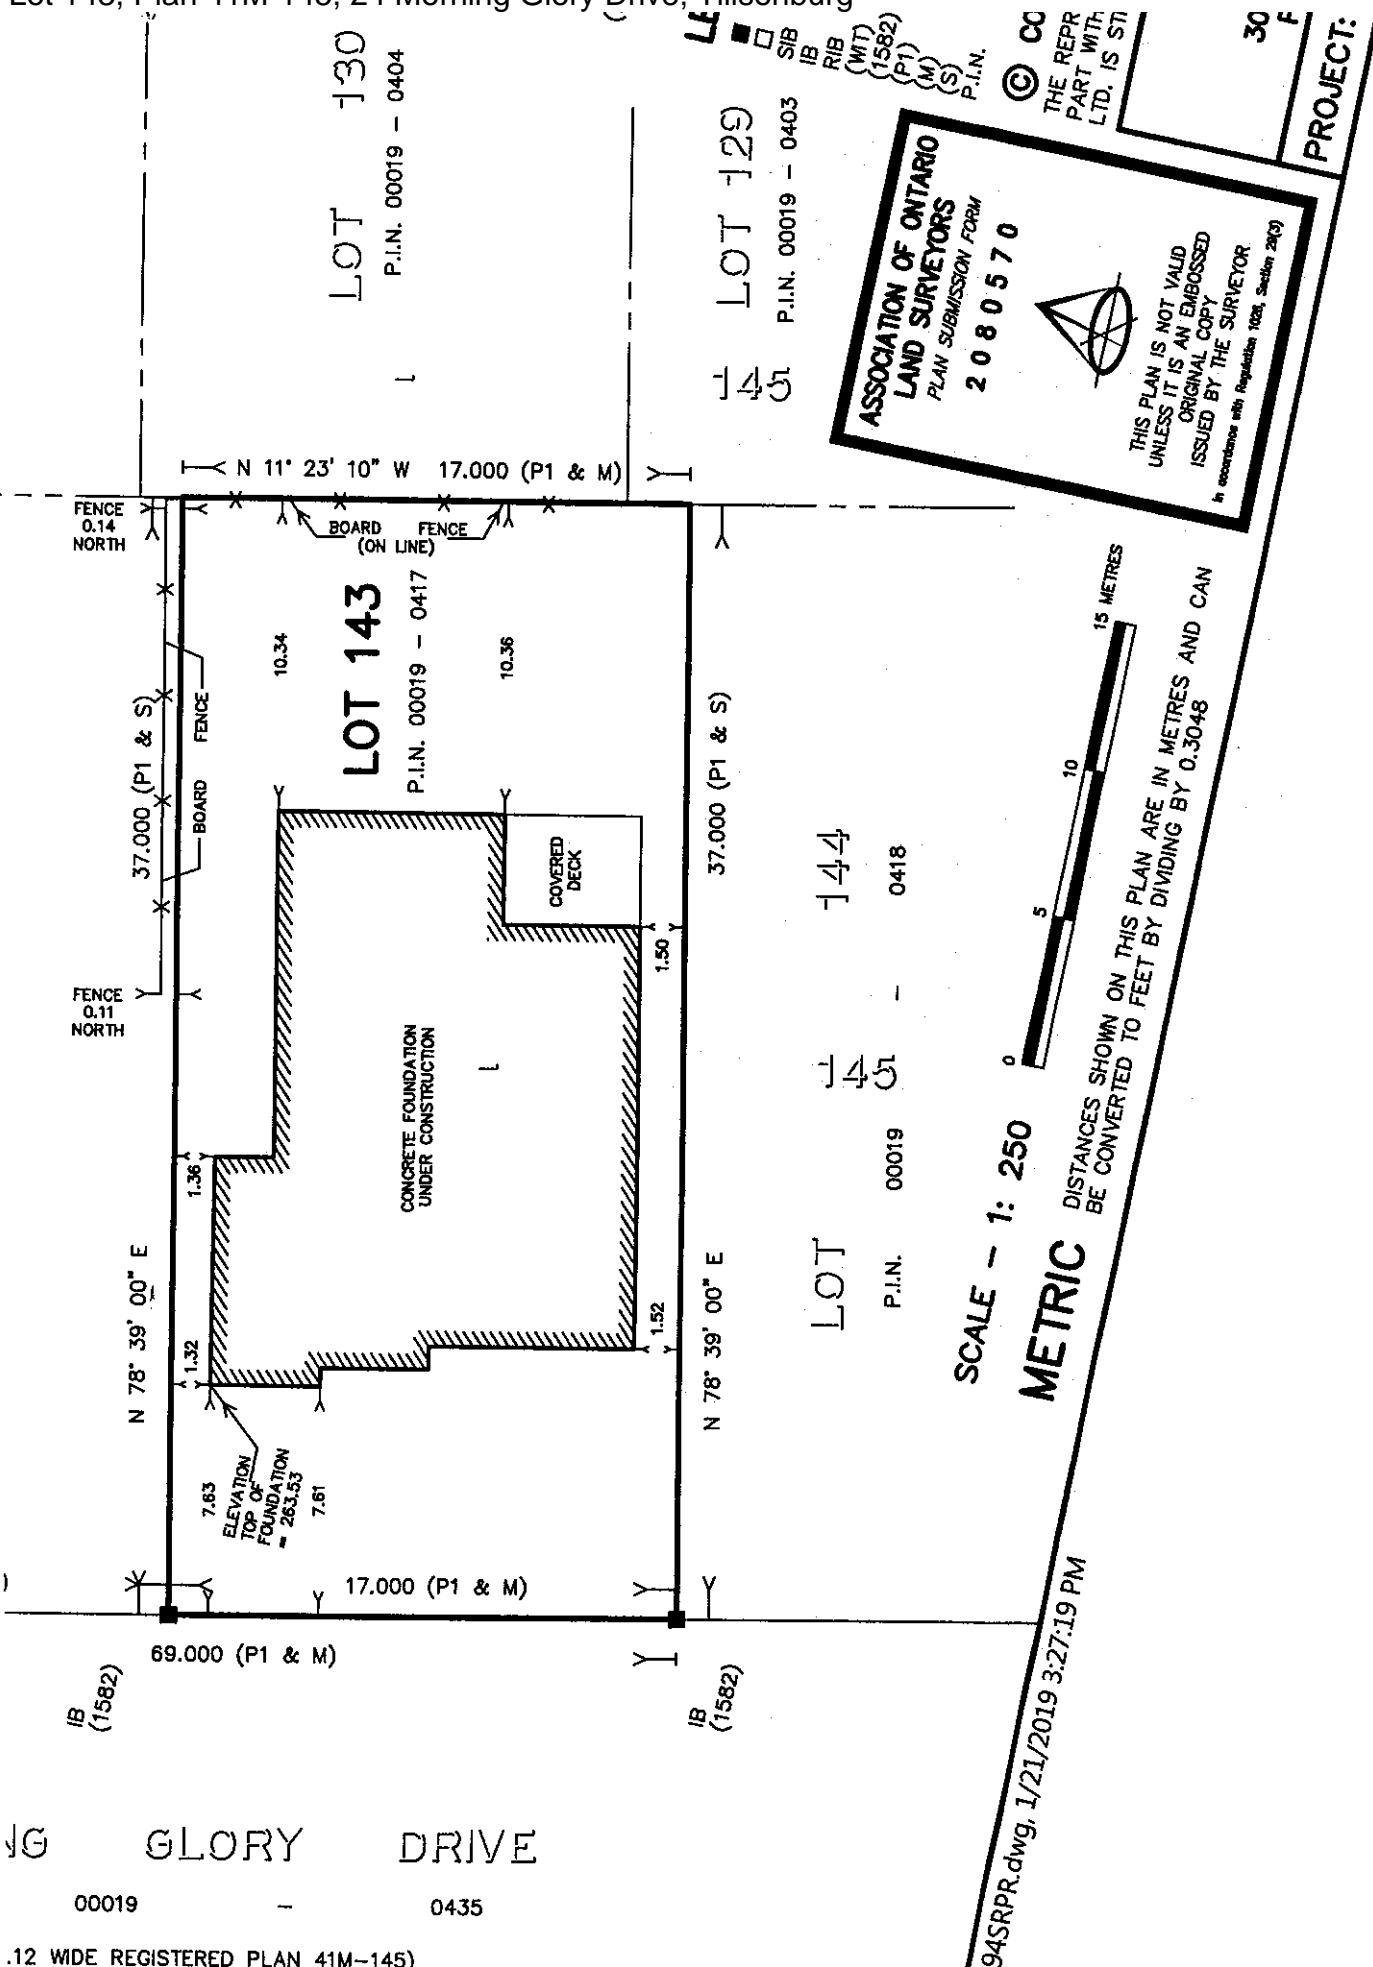 Lot 143, Plan 41M-145, 24 Morning Glory Drive, Tillsonburg
LOT 130
P.I.N. 00019 - 0404
LOT 129
P.I.N. 00019 - 0403
145
SIB
IB
RIB
(WIT)
(1582)
(P1)
(M)
(S)
P.I.N.
© CO
THE REPR
PART WITH
LTD. IS STI
30
PROJECT:
ASSOCIATION OF ONTARIO
LAND SURVEYORS
PLAN SUBMISSION FORM
2080570
THIS PLAN IS NOT VALID
UNLESS IT IS AN EMBOSSED
ORIGINAL COPY
ISSUED BY THE SURVEYOR
In accordance with Regulation 1026, Section 29(3)
N 11° 23' 10" W 17.000 (P1 & M)
FENCE
0.14
NORTH
BOARD FENCE
(ON LINE)
LOT 143
P.I.N. 00019 - 0417
10.34
10.36
37.000 (P1 & S)
BOARD FENCE
37.000 (P1 & S)
COVERED
DECK
FENCE
0.11
NORTH
1.50
CONCRETE FOUNDATION
UNDER CONSTRUCTION
1.36
1.32
1.52
N 78° 39' 00" E
N 78° 39' 00" E
7.63
ELEVATION
TOP OF
FOUNDATION
= 263.53
7.61
17.000 (P1 & M)
69.000 (P1 & M)
IB
(1582)
IB
(1582)
LOT 145 144
P.I.N. 00019 - 0418
SCALE - 1: 250
0 5 10 15 METRES
METRIC
DISTANCES SHOWN ON THIS PLAN ARE IN METRES AND CAN
BE CONVERTED TO FEET BY DIVIDING BY 0.3048
94SRPR.dwg, 1/21/2019 3:27:19 PM
NG GLORY DRIVE
00019 - 0435
.12 WIDE REGISTERED PLAN 41M-145)